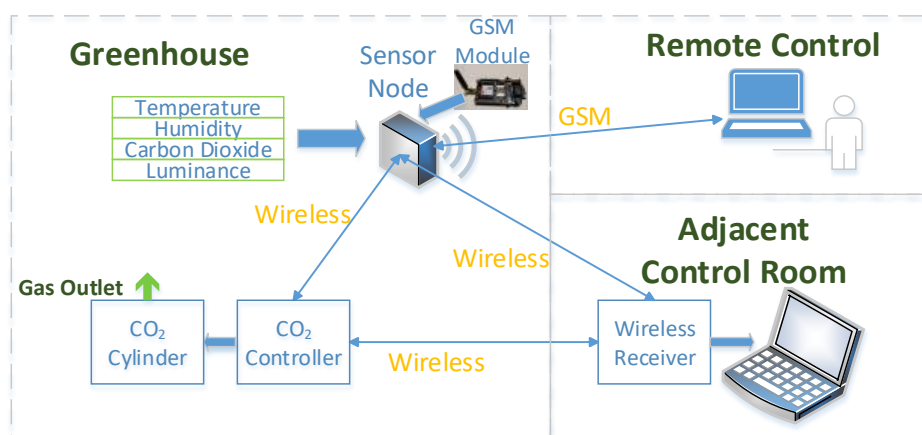 Greenhouse
Sensor
Node
GSM
Module
Temperature
Humidity
Carbon Dioxide
Luminance
GSM
Remote Control
Wireless
Wireless
Adjacent
Control Room
Gas Outlet
CO₂
Cylinder
CO₂
Controller
Wireless
Wireless
Receiver